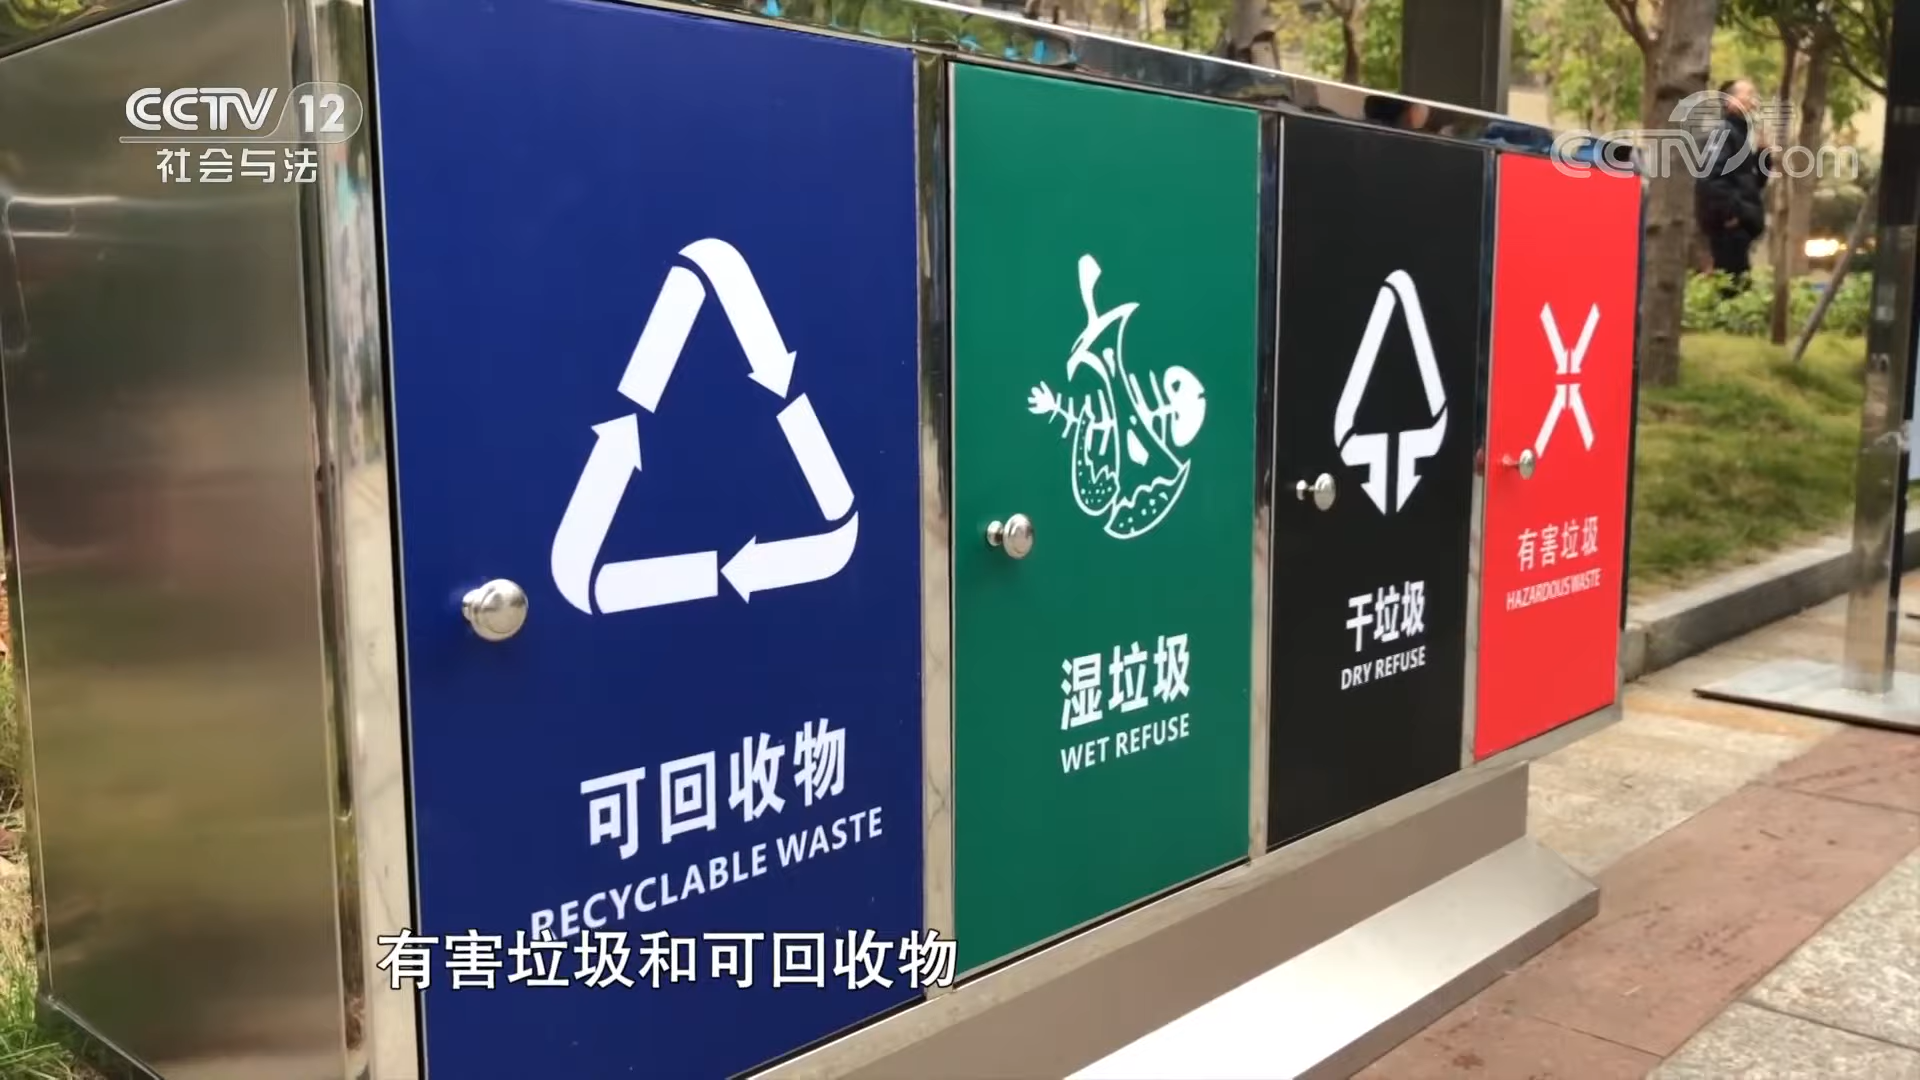 CCTV 12
社会与法
CCTV.com
可回收物
RECYCLABLE WASTE
湿垃圾
WET REFUSE
干垃圾
DRY REFUSE
有害垃圾
HAZARDOUS WASTE
有害垃圾和可回收物